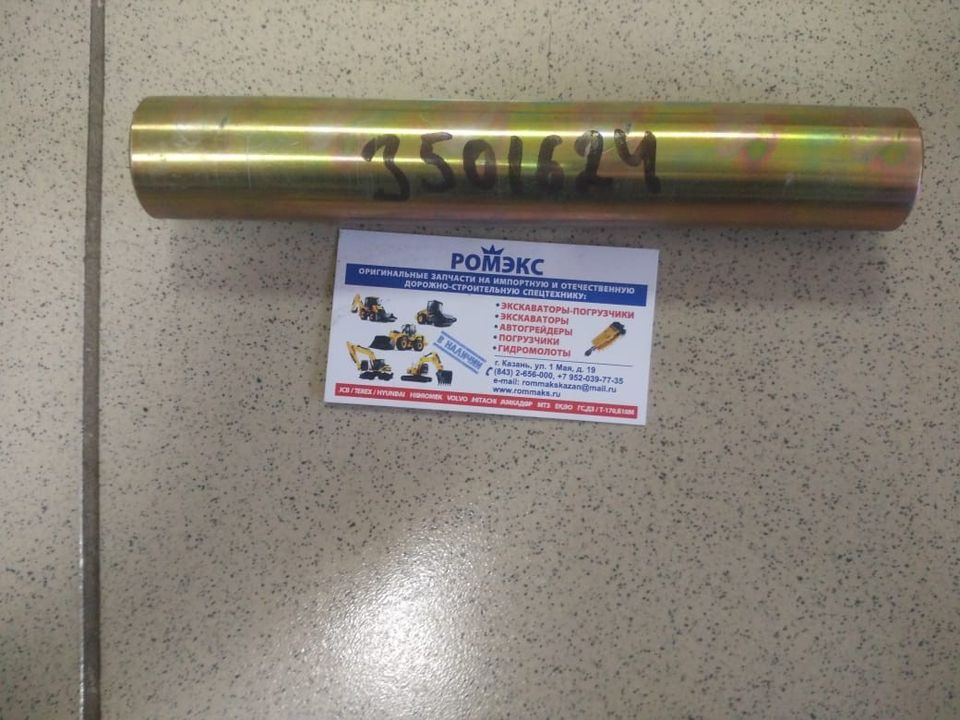 3501624
РОМЭКС
ОРИГИНАЛЬНЫЕ ЗАПЧАСТИ НА ИМПОРТНУЮ И ОТЕЧЕСТВЕННУЮ
ДОРОЖНО-СТРОИТЕЛЬНУЮ СПЕЦТЕХНИКУ:
•ЭКСКАВАТОРЫ-ПОГРУЗЧИКИ
•ЭКСКАВАТОРЫ
•АВТОГРЕЙДЕРЫ
•ПОГРУЗЧИКИ
•ГИДРОМОЛОТЫ
В НАЛИЧИИ
г. Казань, ул. 1 Мая, д. 19
(843) 2-656-000, +7 952-039-77-35
e-mail: rommakskazan@mail.ru
www.rommaks.ru
JCB / TEREX / HYUNDAI HIDROMEK VOLVO /HITACHI /АМКАДОР МТЗ ЕК,ЭО ГС,ДЗ / Т-170,Б10М